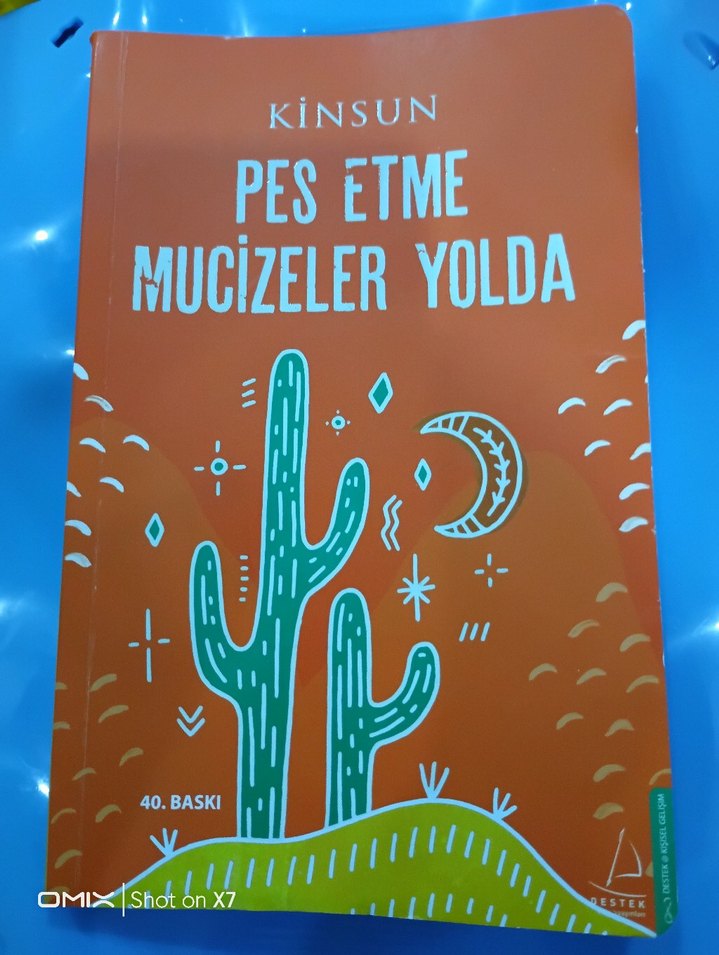 KİNSUN
PES ETME
MUCİZELER YOLDA
40. BASKI
DESTEK @ KİŞİSEL GELİŞİM
DESTEK
yayınları
OMIX | Shot on X7